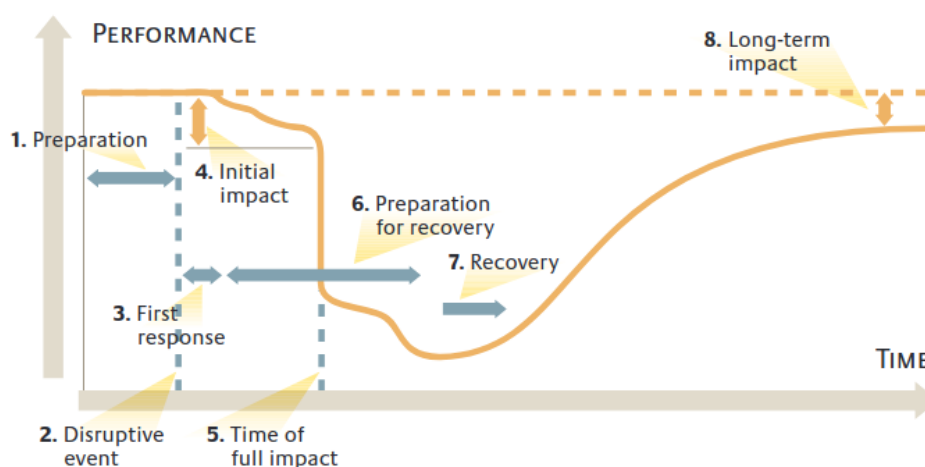 PERFORMANCE
8. Long-term
impact
1. Preparation
4. Initial
impact
6. Preparation
for recovery
7. Recovery
3. First
response
TIME
2. Disruptive
event
5. Time of
full impact